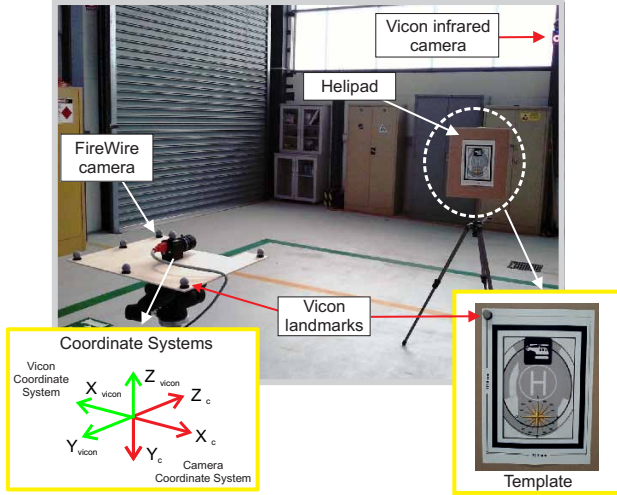 Vicon infrared
camera
Helipad
FireWire
camera
Vicon
landmarks
Coordinate Systems
Vicon
Coordinate
System
Z vicon
X vicon
Z c
Y vicon
X c
Y c
Camera
Coordinate System
H
Template